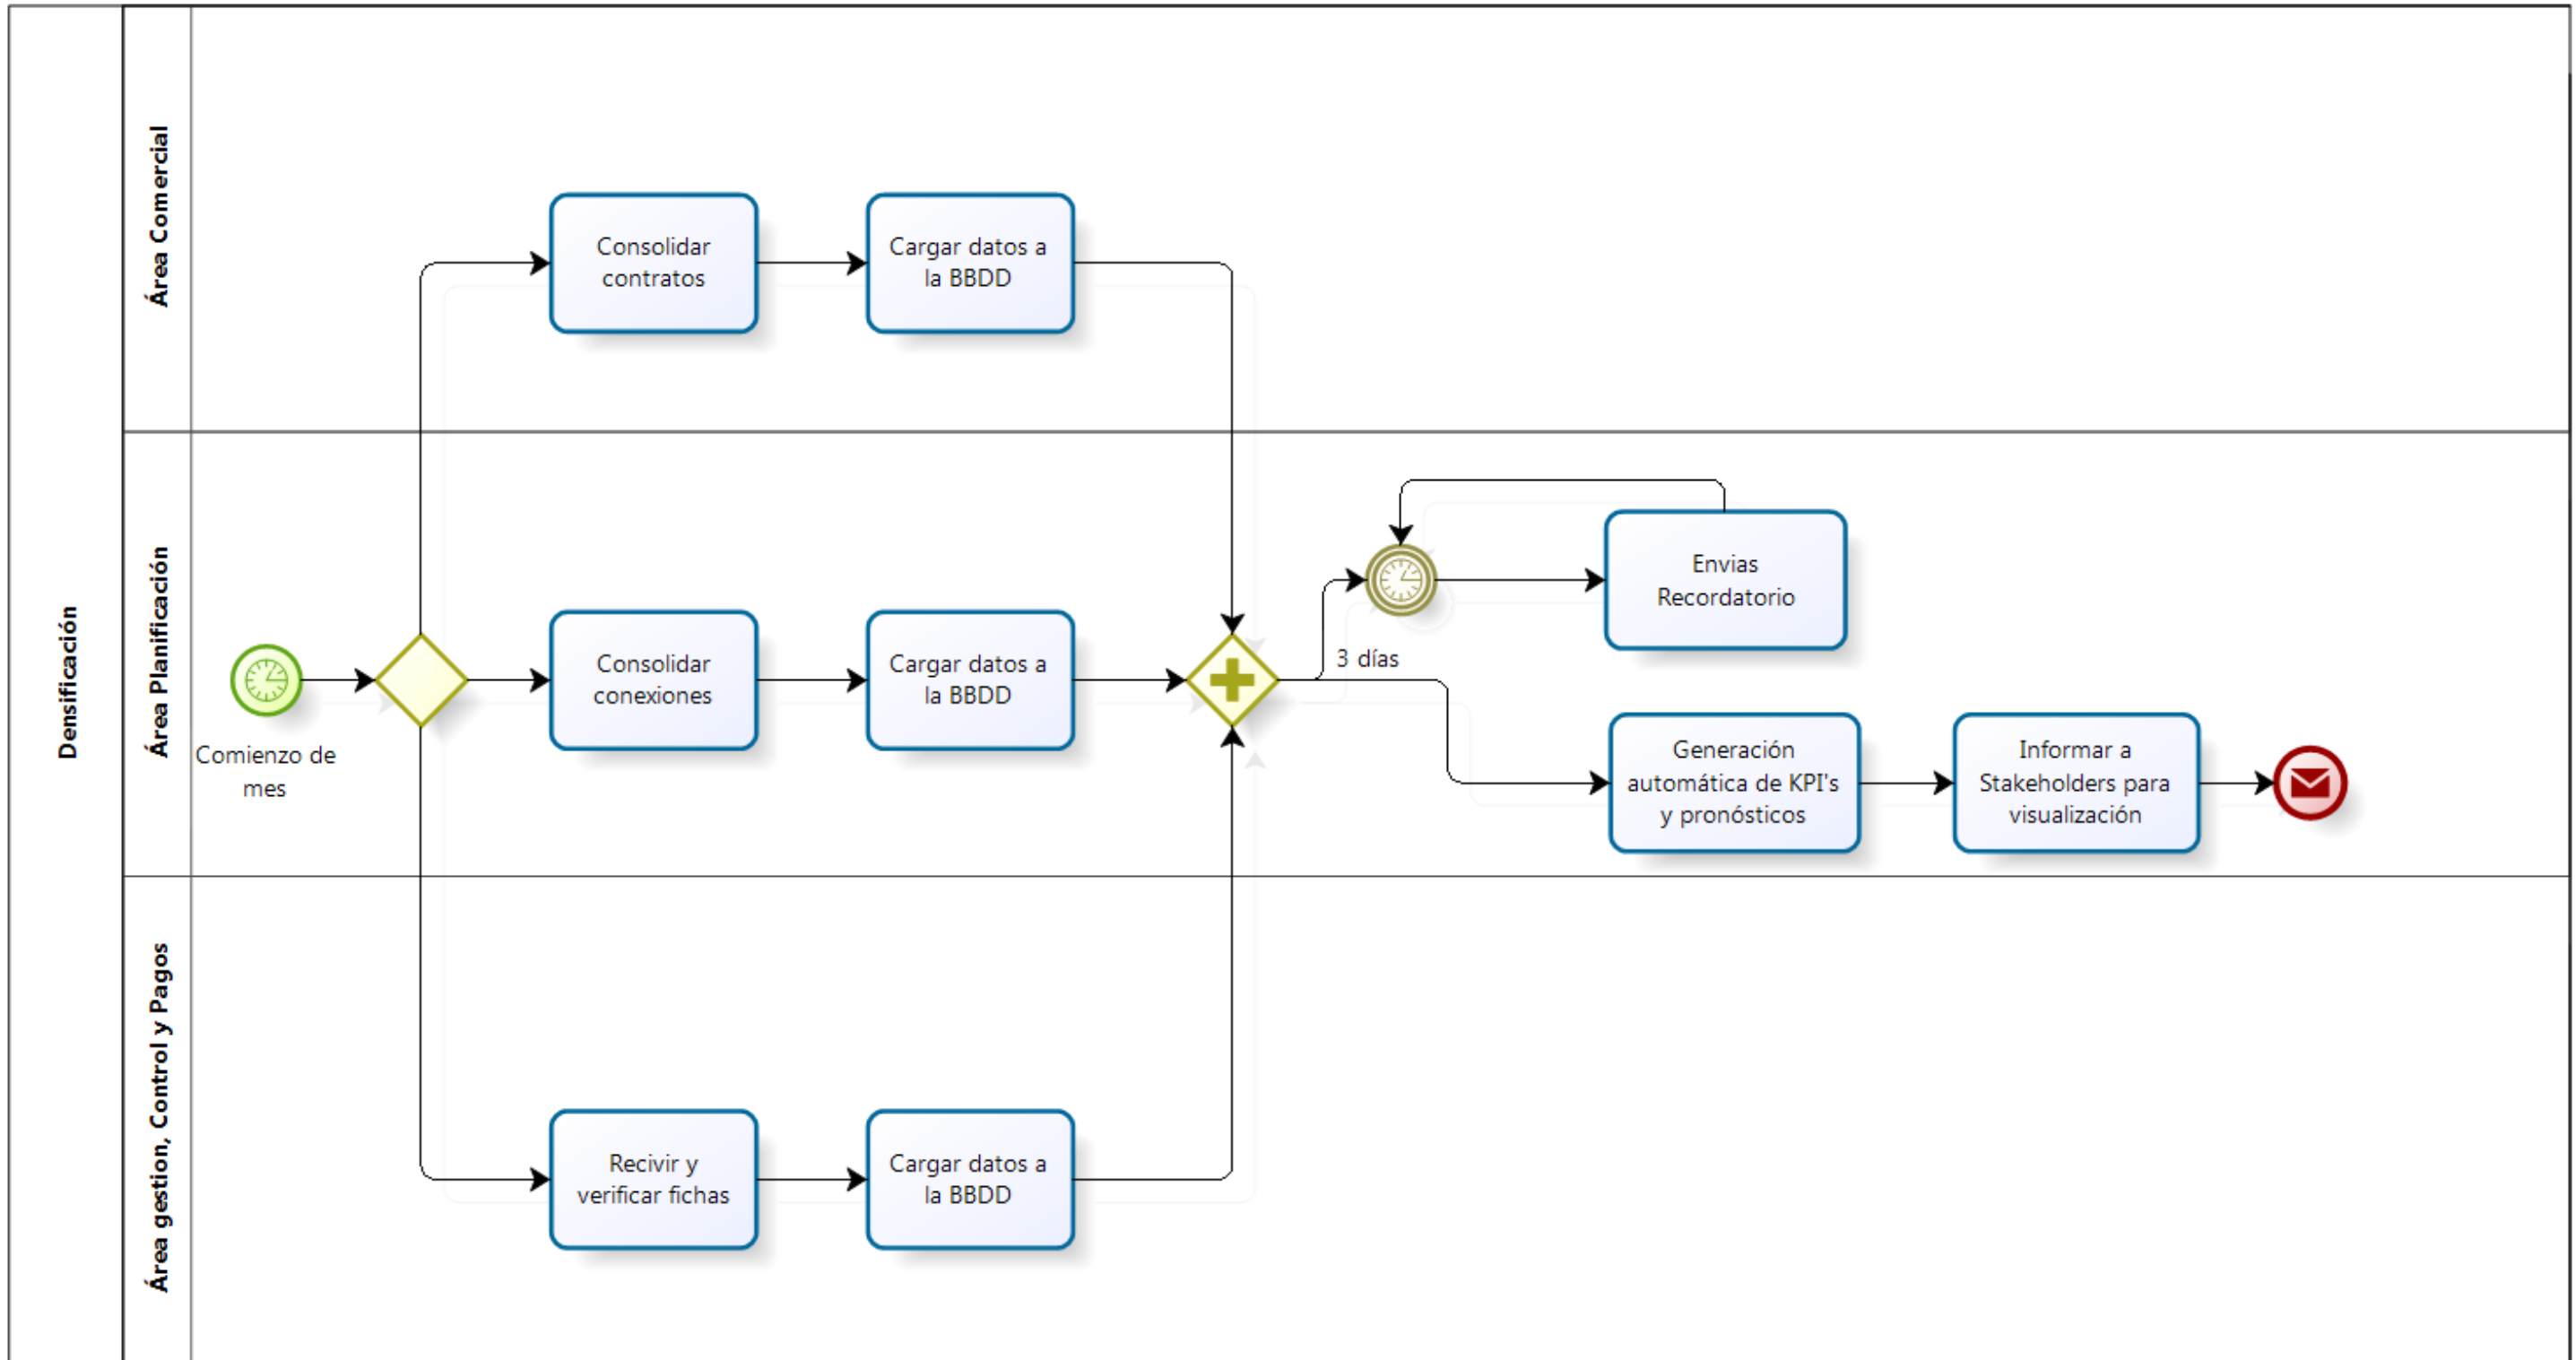 Densificación
Área Comercial
Consolidar
contratos
Cargar datos a
la BBDD
Área Planificación
Comienzo de
mes
Consolidar
conexiones
Cargar datos a
la BBDD
3 días
Envias
Recordatorio
Generación
automática de KPI's
y pronósticos
Informar a
Stakeholders para
visualización
Área gestion, Control y Pagos
Recivir y
verificar fichas
Cargar datos a
la BBDD